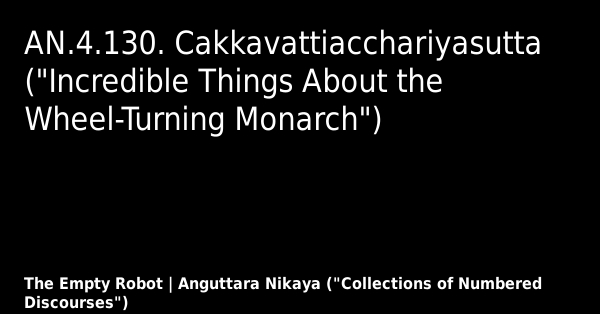 AN.4.130. Cakkavattiacchariyasutta
("Incredible Things About the
Wheel-Turning Monarch")
The Empty Robot | Anguttara Nikaya ("Collections of Numbered
Discourses")